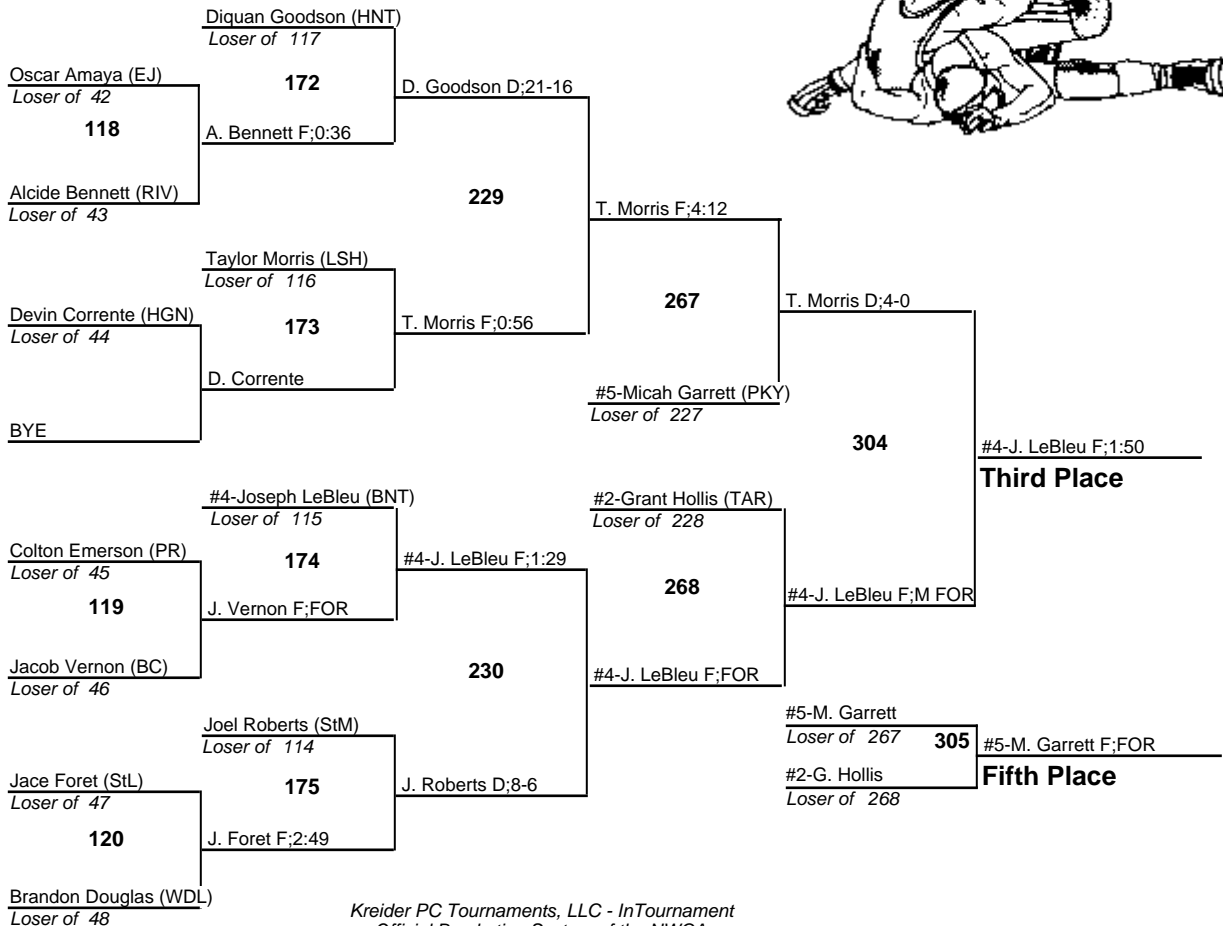 Diquan Goodson (HNT)
Loser of 117
Oscar Amaya (EJ)
Loser of 42
172
D. Goodson D;21-16
118
A. Bennett F;0:36
Alcide Bennett (RIV)
Loser of 43
229
T. Morris F;4:12
Taylor Morris (LSH)
Loser of 116
Devin Corrente (HGN)
Loser of 44
173
T. Morris F;0:56
267
T. Morris D;4-0
D. Corrente
#5-Micah Garrett (PKY)
Loser of 227
BYE
304
#4-J. LeBleu F;1:50
Third Place
#4-Joseph LeBleu (BNT)
Loser of 115
#2-Grant Hollis (TAR)
Loser of 228
Colton Emerson (PR)
Loser of 45
174
#4-J. LeBleu F;1:29
119
J. Vernon F;FOR
268
#4-J. LeBleu F;M FOR
Jacob Vernon (BC)
Loser of 46
230
#4-J. LeBleu F;FOR
Joel Roberts (StM)
Loser of 114
#5-M. Garrett
Loser of 267
305
#5-M. Garrett F;FOR
Fifth Place
#2-G. Hollis
Loser of 268
Jace Foret (StL)
Loser of 47
175
J. Roberts D;8-6
120
J. Foret F;2:49
Brandon Douglas (WDL)
Loser of 48
Kreider PC Tournaments, LLC - InTournament